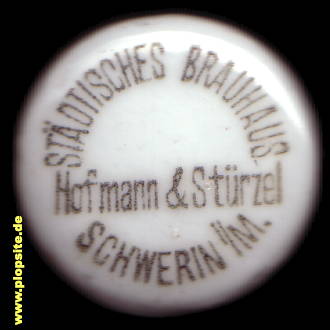 STÄDTISCHES BRAUHAUS.
Hofmann & Stürzel
SCHWERIN I/M.
www.plopsite.de